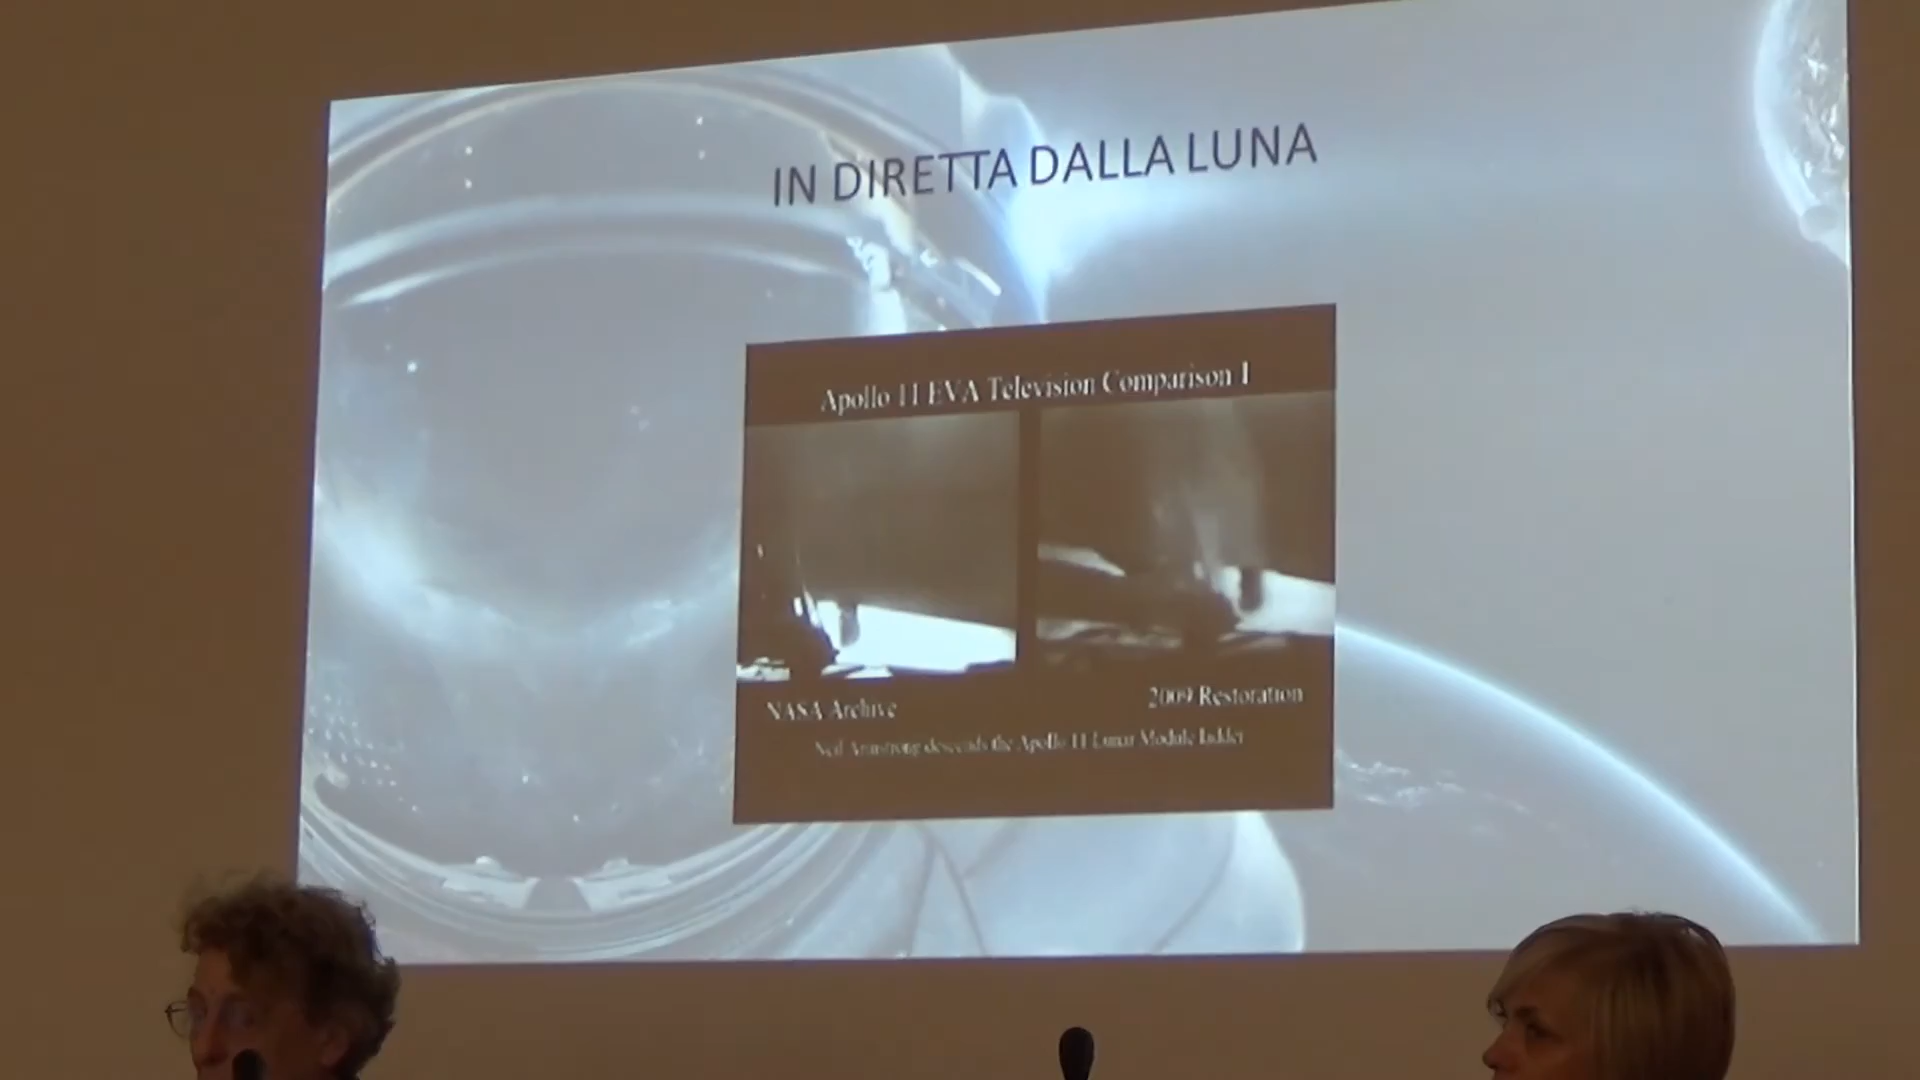 IN DIRETTA DALLA LUNA
Apollo 11 EVA Television Comparison 1
NASA Archive
2009 Restoration
Neil Armstrong descends the Apollo 11 Lunar Module ladder